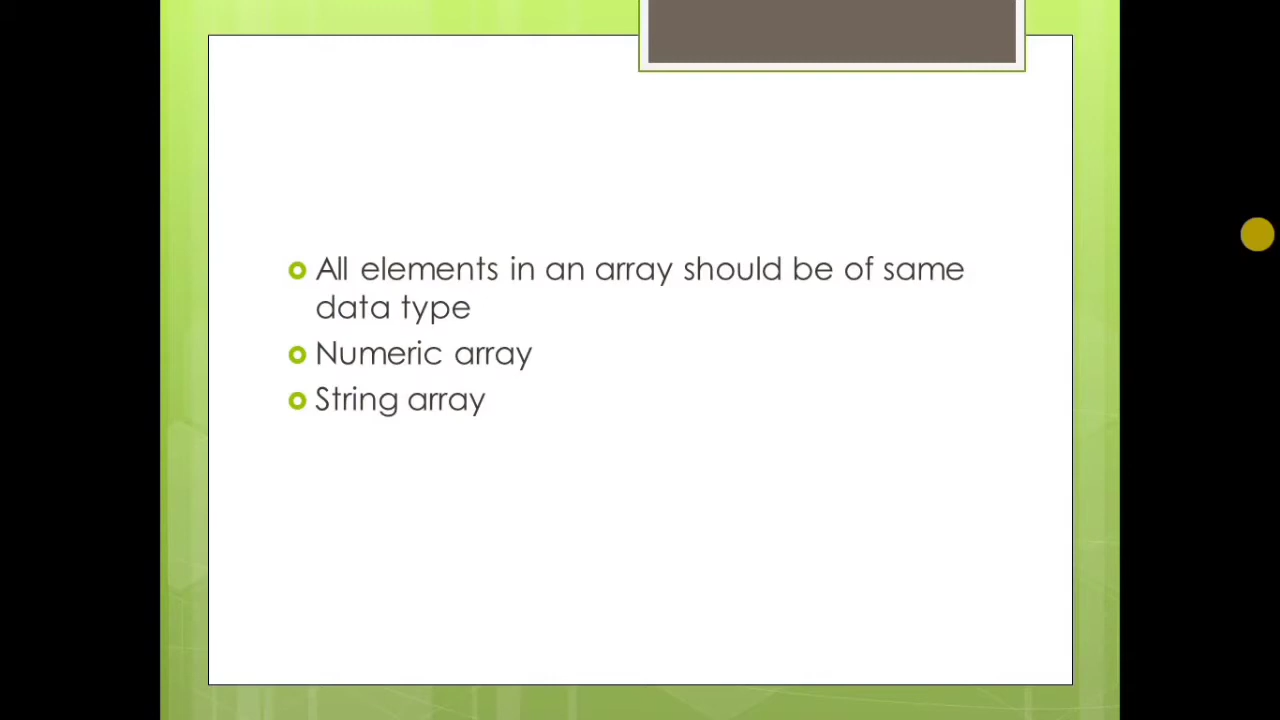 All elements in an array should be of same
data type
Numeric array
String array